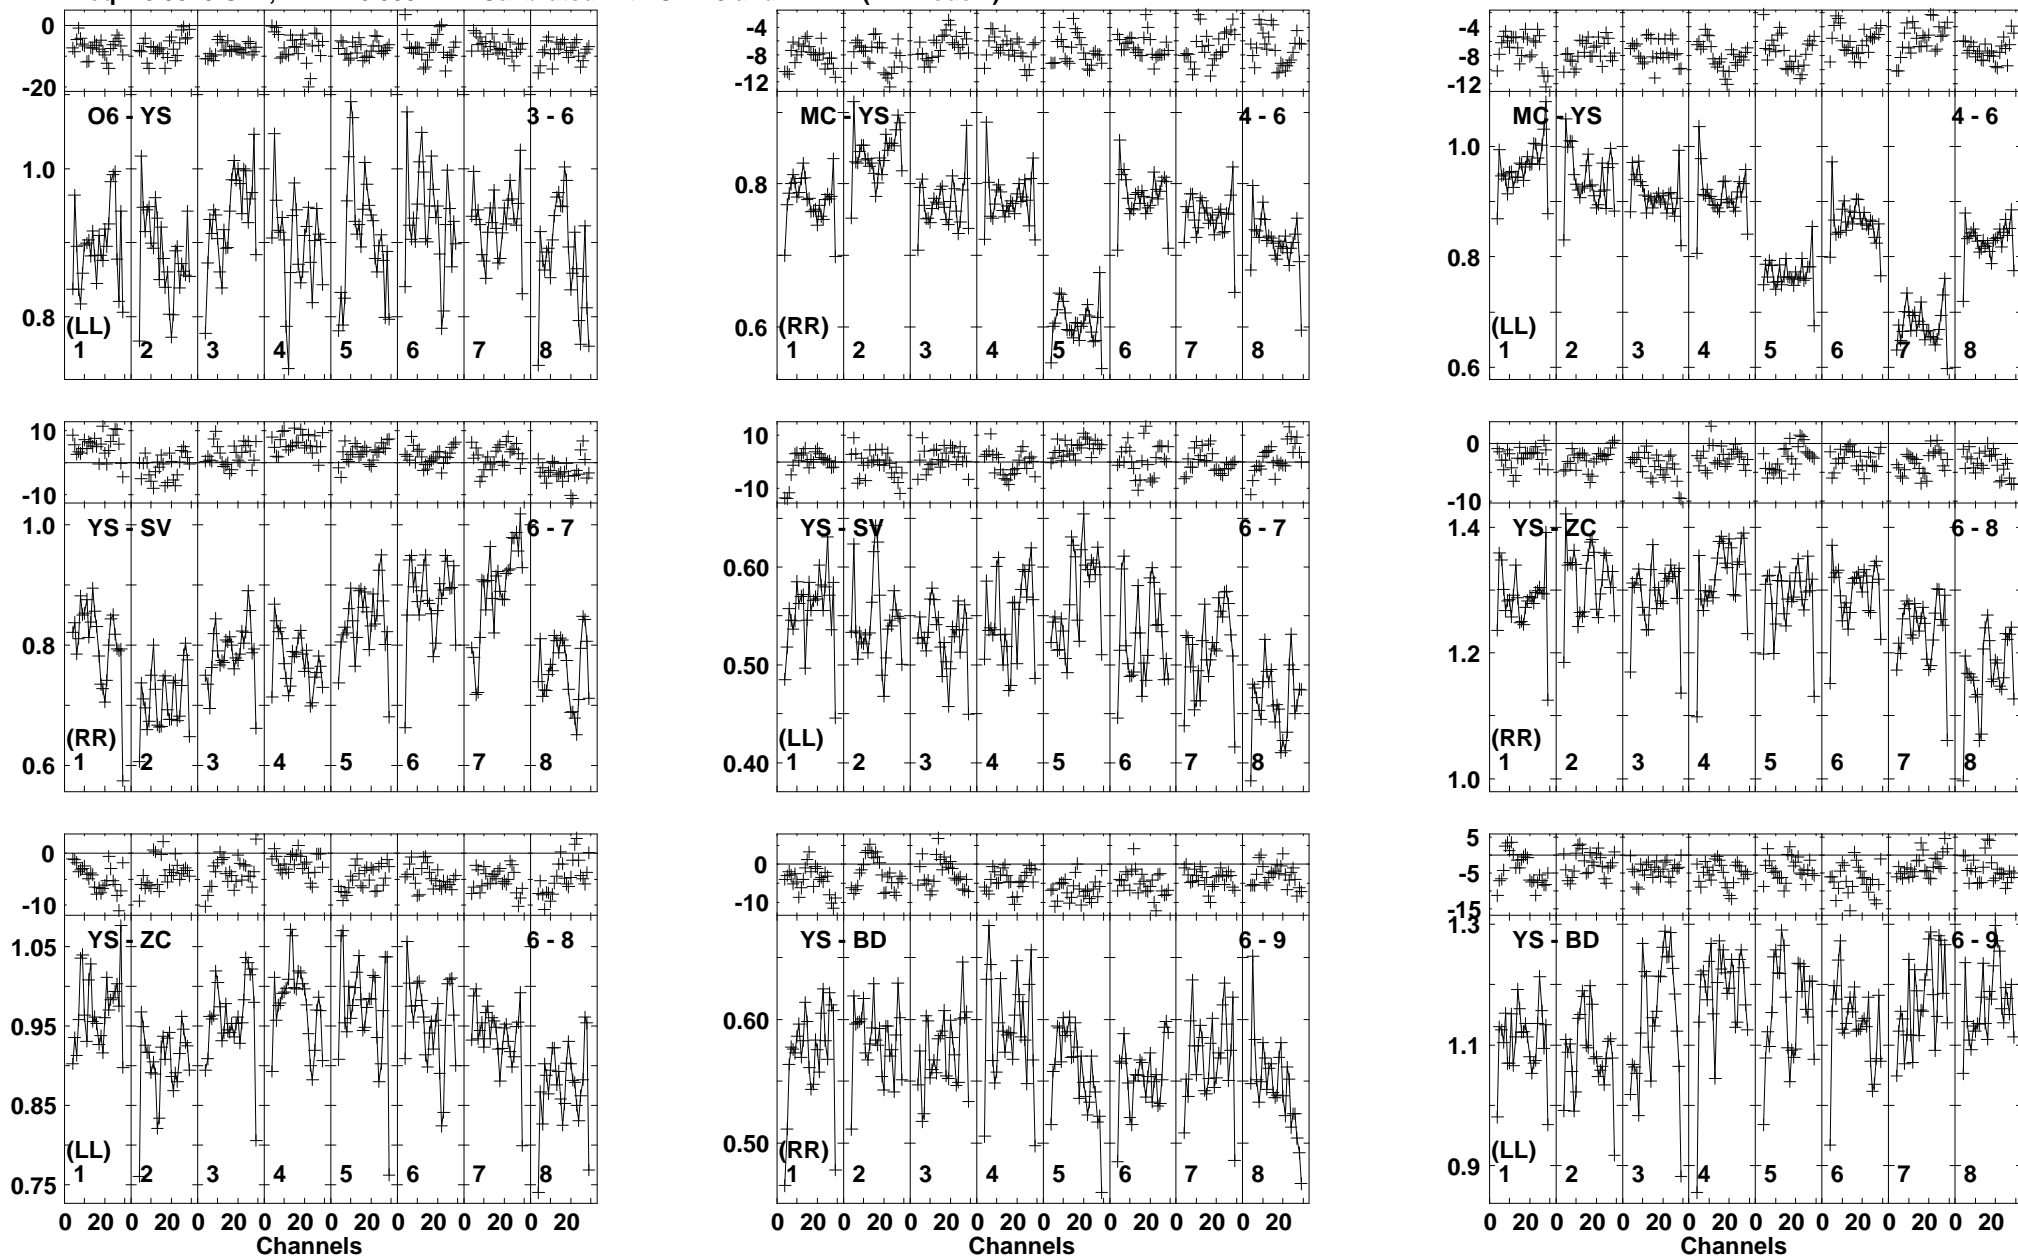 0
-20
O6 - YS 3 - 6
1.0
0.8
(LL)
1 2 3 4 5 6 7 8
-4
-8
-12
MC - YS 4 - 6
0.8
0.6
(RR)
1 2 3 4 5 6 7 8
-4
-8
-12
MC - YS 4 - 6
1.0
0.8
0.6
(LL)
1 2 3 4 5 6 7 8
10
-10
YS - SV 6 - 7
1.0
0.8
0.6
(RR)
1 2 3 4 5 6 7 8
10
-10
YS - SV 6 - 7
0.60
0.50
0.40
(LL)
1 2 3 4 5 6 7 8
0
-10
YS - ZC 6 - 8
1.4
1.2
1.0
(RR)
1 2 3 4 5 6 7 8
0
-10
YS - ZC 6 - 8
1.05
0.95
0.85
0.75
(LL)
1 2 3 4 5 6 7 8
0 20 0 20 0 20 0 20 0 20 0 20 0 20 0 20
Channels
0
-10
YS - BD 6 - 9
0.60
0.50
(RR)
1 2 3 4 5 6 7 8
0 20 0 20 0 20 0 20 0 20 0 20 0 20 0 20
5
-5
-15
YS - BD 6 - 9
1.3
1.1
0.9
(LL)
1 2 3 4 5 6 7 8
0 20 0 20 0 20 0 20 0 20 0 20 0 20 0 20
Channels